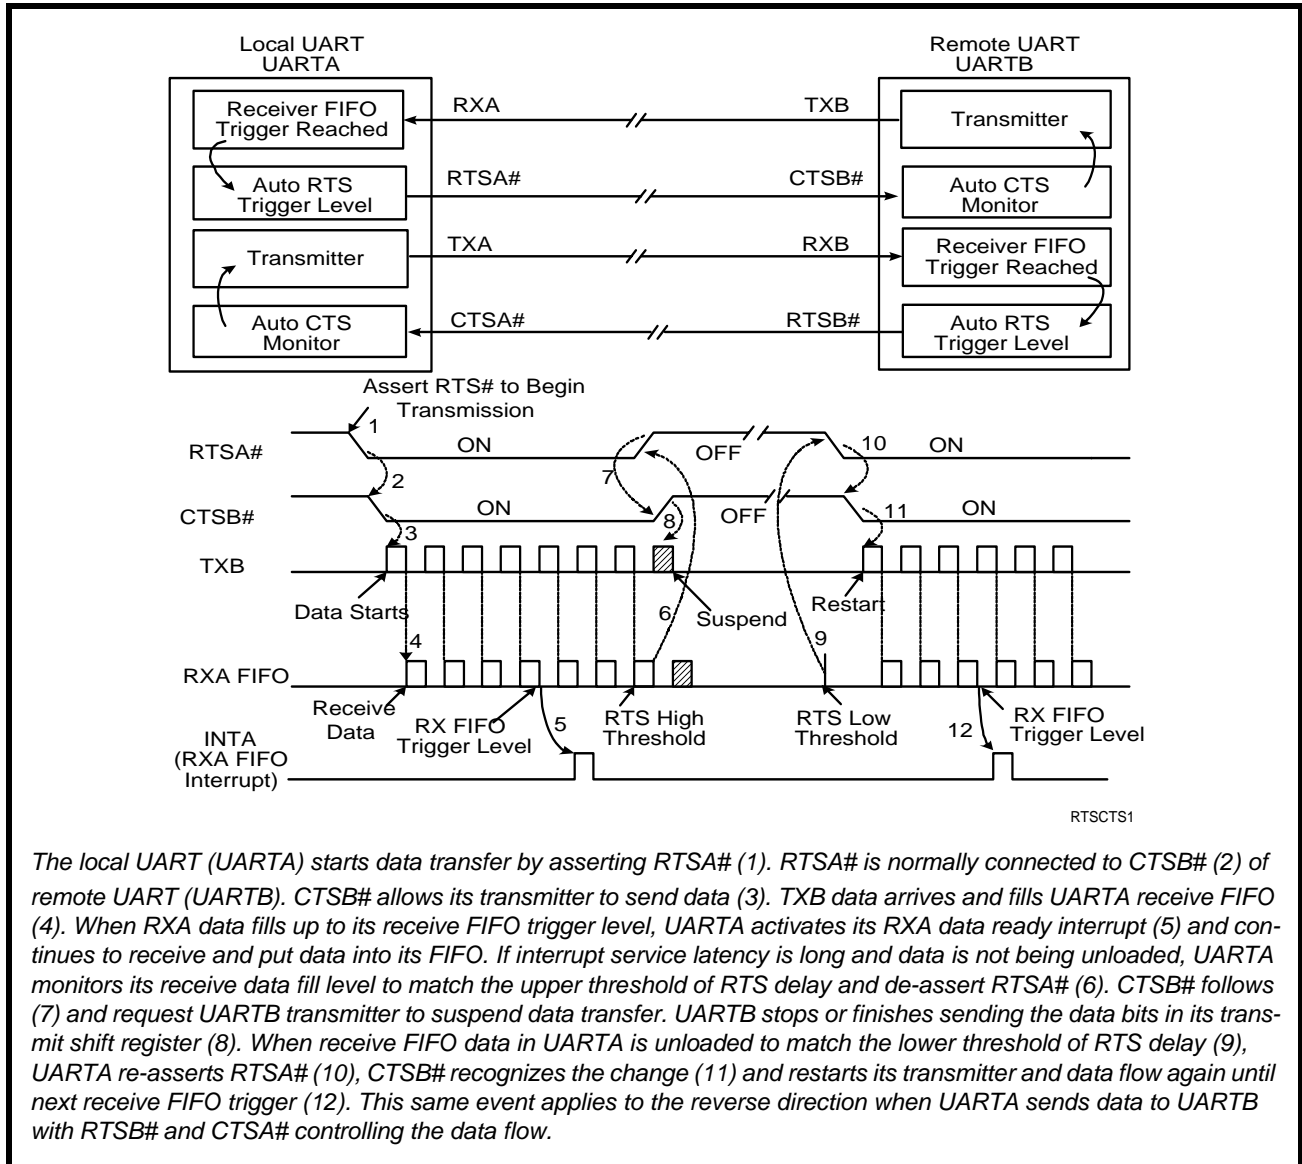 Local UART
UARTA
Remote UART
UARTB
Receiver FIFO
Trigger Reached
RXA
TXB
Transmitter
Auto RTS
Trigger Level
RTSA#
CTSB#
Auto CTS
Monitor
Transmitter
TXA
RXB
Receiver FIFO
Trigger Reached
Auto CTS
Monitor
CTSA#
RTSB#
Auto RTS
Trigger Level
Assert RTS# to Begin
Transmission
1
RTSA#
ON
OFF
10
ON
2
7
CTSB#
ON
8
OFF
11
ON
3
TXB
Data Starts
6
Suspend
Restart
4
9
RXA FIFO
Receive
Data
RX FIFO
Trigger Level
5
RTS High
Threshold
RTS Low
Threshold
12
RX FIFO
Trigger Level
INTA
(RXA FIFO
Interrupt)
RTSCTS1
The local UART (UARTA) starts data transfer by asserting RTSA# (1). RTSA# is normally connected to CTSB# (2) of
remote UART (UARTB). CTSB# allows its transmitter to send data (3). TXB data arrives and fills UARTA receive FIFO
(4). When RXA data fills up to its receive FIFO trigger level, UARTA activates its RXA data ready interrupt (5) and con-
tinues to receive and put data into its FIFO. If interrupt service latency is long and data is not being unloaded, UARTA
monitors its receive data fill level to match the upper threshold of RTS delay and de-assert RTSA# (6). CTSB# follows
(7) and request UARTB transmitter to suspend data transfer. UARTB stops or finishes sending the data bits in its trans-
mit shift register (8). When receive FIFO data in UARTA is unloaded to match the lower threshold of RTS delay (9),
UARTA re-asserts RTSA# (10), CTSB# recognizes the change (11) and restarts its transmitter and data flow again until
next receive FIFO trigger (12). This same event applies to the reverse direction when UARTA sends data to UARTB
with RTSB# and CTSA# controlling the data flow.